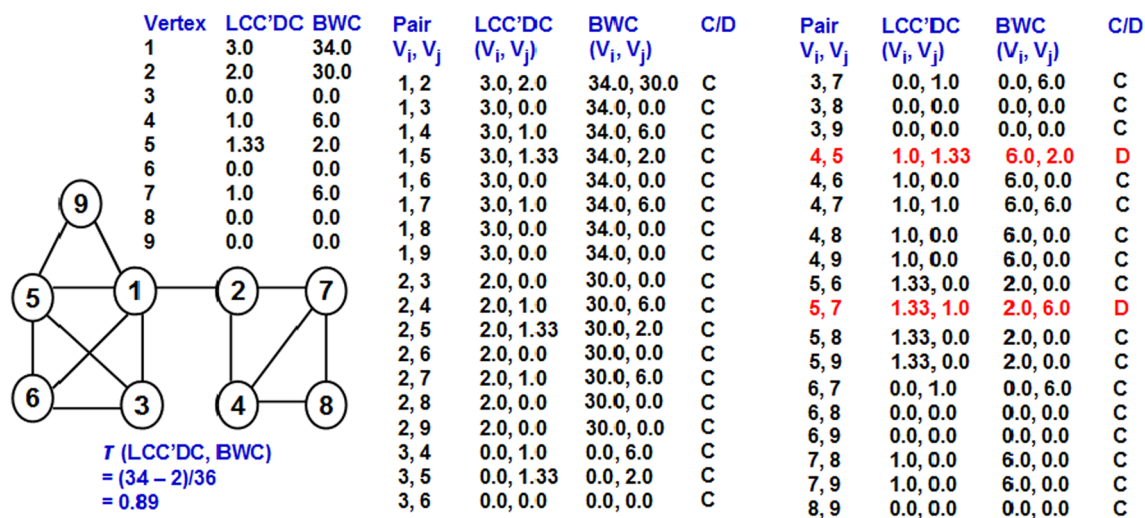 Vertex LCC'DC BWC
1 3.0 34.0
2 2.0 30.0
3 0.0 0.0
4 1.0 6.0
5 1.33 2.0
6 0.0 0.0
7 1.0 6.0
8 0.0 0.0
9 0.0 0.0
9
5
1
2
7
6
3
4
8
τ (LCC'DC, BWC)
= (34 – 2)/36
= 0.89
Pair LCC'DC BWC C/D
Vi, Vj (Vi, Vj) (Vi, Vj)
1, 2 3.0, 2.0 34.0, 30.0 C
1, 3 3.0, 0.0 34.0, 0.0 C
1, 4 3.0, 1.0 34.0, 6.0 C
1, 5 3.0, 1.33 34.0, 2.0 C
1, 6 3.0, 0.0 34.0, 0.0 C
1, 7 3.0, 1.0 34.0, 6.0 C
1, 8 3.0, 0.0 34.0, 0.0 C
1, 9 3.0, 0.0 34.0, 0.0 C
2, 3 2.0, 0.0 30.0, 0.0 C
2, 4 2.0, 1.0 30.0, 6.0 C
2, 5 2.0, 1.33 30.0, 2.0 C
2, 6 2.0, 0.0 30.0, 0.0 C
2, 7 2.0, 1.0 30.0, 6.0 C
2, 8 2.0, 0.0 30.0, 0.0 C
2, 9 2.0, 0.0 30.0, 0.0 C
3, 4 0.0, 1.0 0.0, 6.0 C
3, 5 0.0, 1.33 0.0, 2.0 C
3, 6 0.0, 0.0 0.0, 0.0 C
Pair LCC'DC BWC C/D
Vi, Vj (Vi, Vj) (Vi, Vj)
3, 7 0.0, 1.0 0.0, 6.0 C
3, 8 0.0, 0.0 0.0, 0.0 C
3, 9 0.0, 0.0 0.0, 0.0 C
4, 5 1.0, 1.33 6.0, 2.0 D
4, 6 1.0, 0.0 6.0, 0.0 C
4, 7 1.0, 1.0 6.0, 6.0 C
4, 8 1.0, 0.0 6.0, 0.0 C
4, 9 1.0, 0.0 6.0, 0.0 C
5, 6 1.33, 0.0 2.0, 0.0 C
5, 7 1.33, 1.0 2.0, 6.0 D
5, 8 1.33, 0.0 2.0, 0.0 C
5, 9 1.33, 0.0 2.0, 0.0 C
6, 7 0.0, 1.0 0.0, 6.0 C
6, 8 0.0, 0.0 0.0, 0.0 C
6, 9 0.0, 0.0 0.0, 0.0 C
7, 8 1.0, 0.0 6.0, 0.0 C
7, 9 1.0, 0.0 6.0, 0.0 C
8, 9 0.0, 0.0 0.0, 0.0 C